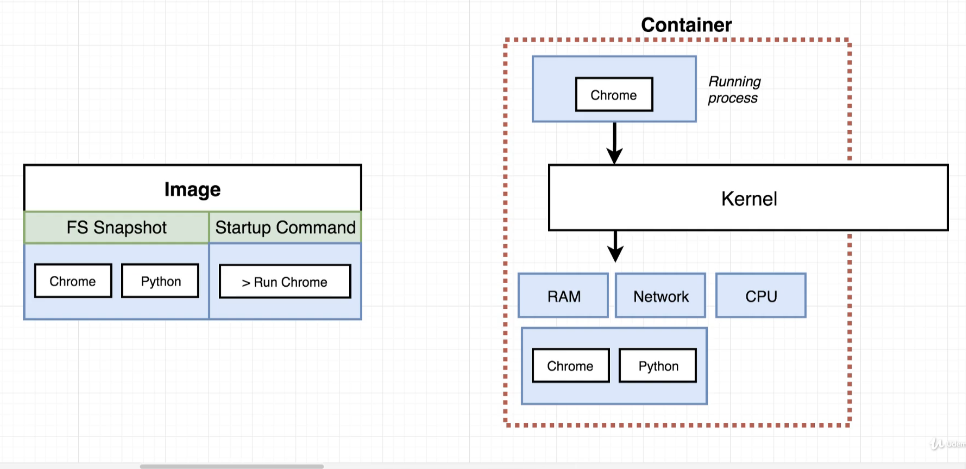 Container
Chrome
Running
process
Kernel
Image
FS Snapshot
Startup Command
Chrome
Python
> Run Chrome
RAM
Network
CPU
Chrome
Python